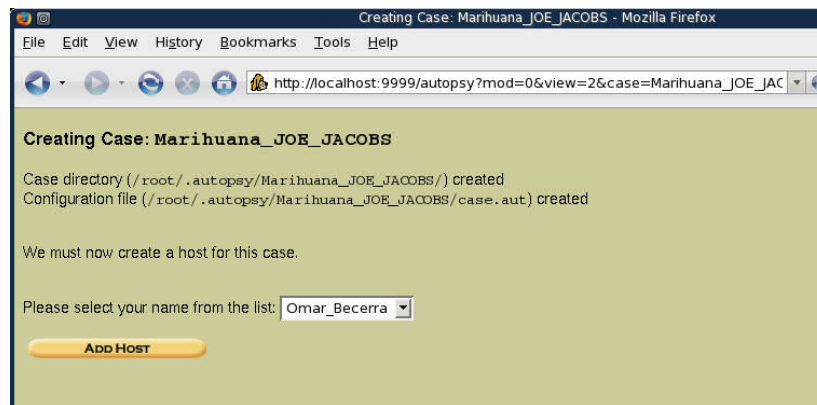 Creating Case: Marihuana_JOE_JACOBS - Mozilla Firefox
File Edit View History Bookmarks Tools Help
http://localhost:9999/autopsy?mod=0&view=2&case=Marihuana_JOE_JAC
Creating Case: Marihuana_JOE_JACOBS
Case directory (/root/.autopsy/Marihuana_JOE_JACOBS/) created
Configuration file (/root/.autopsy/Marihuana_JOE_JACOBS/case.aut) created
We must now create a host for this case.
Please select your name from the list: Omar_Becerra
ADD HOST